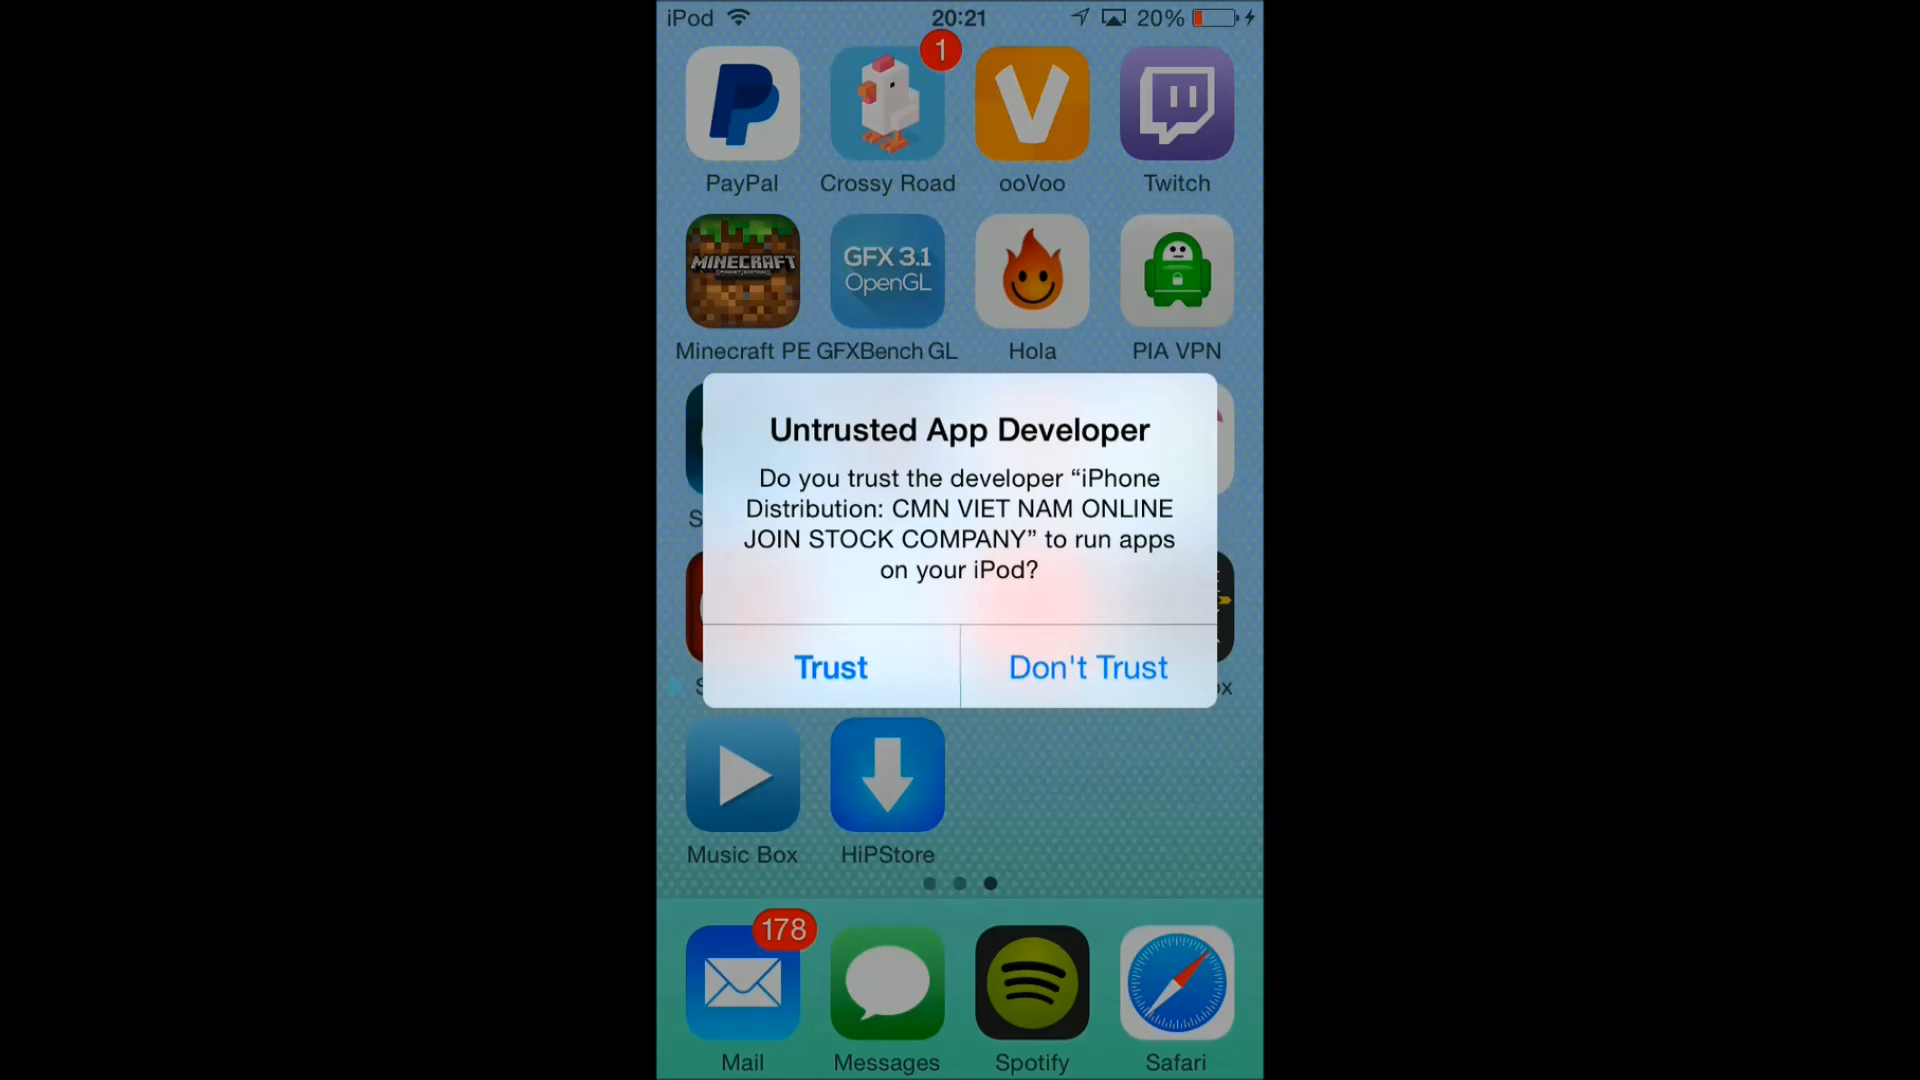 iPod 20:21 20%
1
PayPal Crossy Road ooVoo Twitch
MINECRAFT
GFX 3.1
OpenGL
Minecraft PE GFXBench GL Hola PIA VPN
Untrusted App Developer
Do you trust the developer “iPhone
Distribution: CMN VIET NAM ONLINE
JOIN STOCK COMPANY” to run apps
on your iPod?
Trust Don't Trust
Music Box HiPStore
178
Mail Messages Spotify Safari